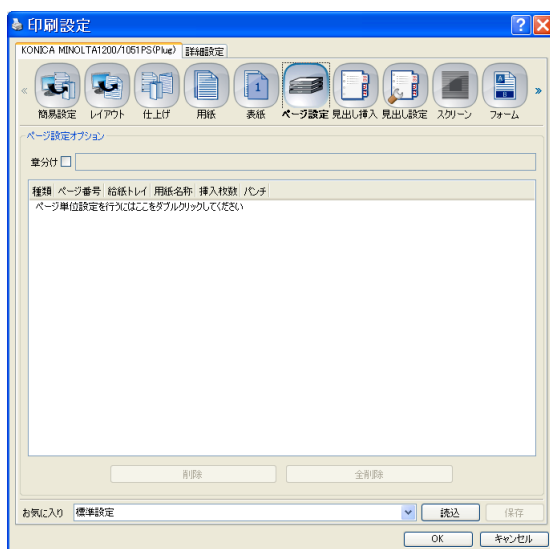 印刷設定
KONICA MINOLTA1200/1051PS(Plug) 詳細設定
簡易設定 レイアウト 仕上げ 用紙 表紙 ページ設定 見出し挿入 見出し設定 スクリーン フォーム
ページ設定オプション
章分け
種類 ページ番号 給紙トレイ 用紙名称 挿入枚数 パンチ
ページ単位設定を行うにはここをダブルクリックしてください
削除 全削除
お気に入り 標準設定 読込 保存
OK キャンセル